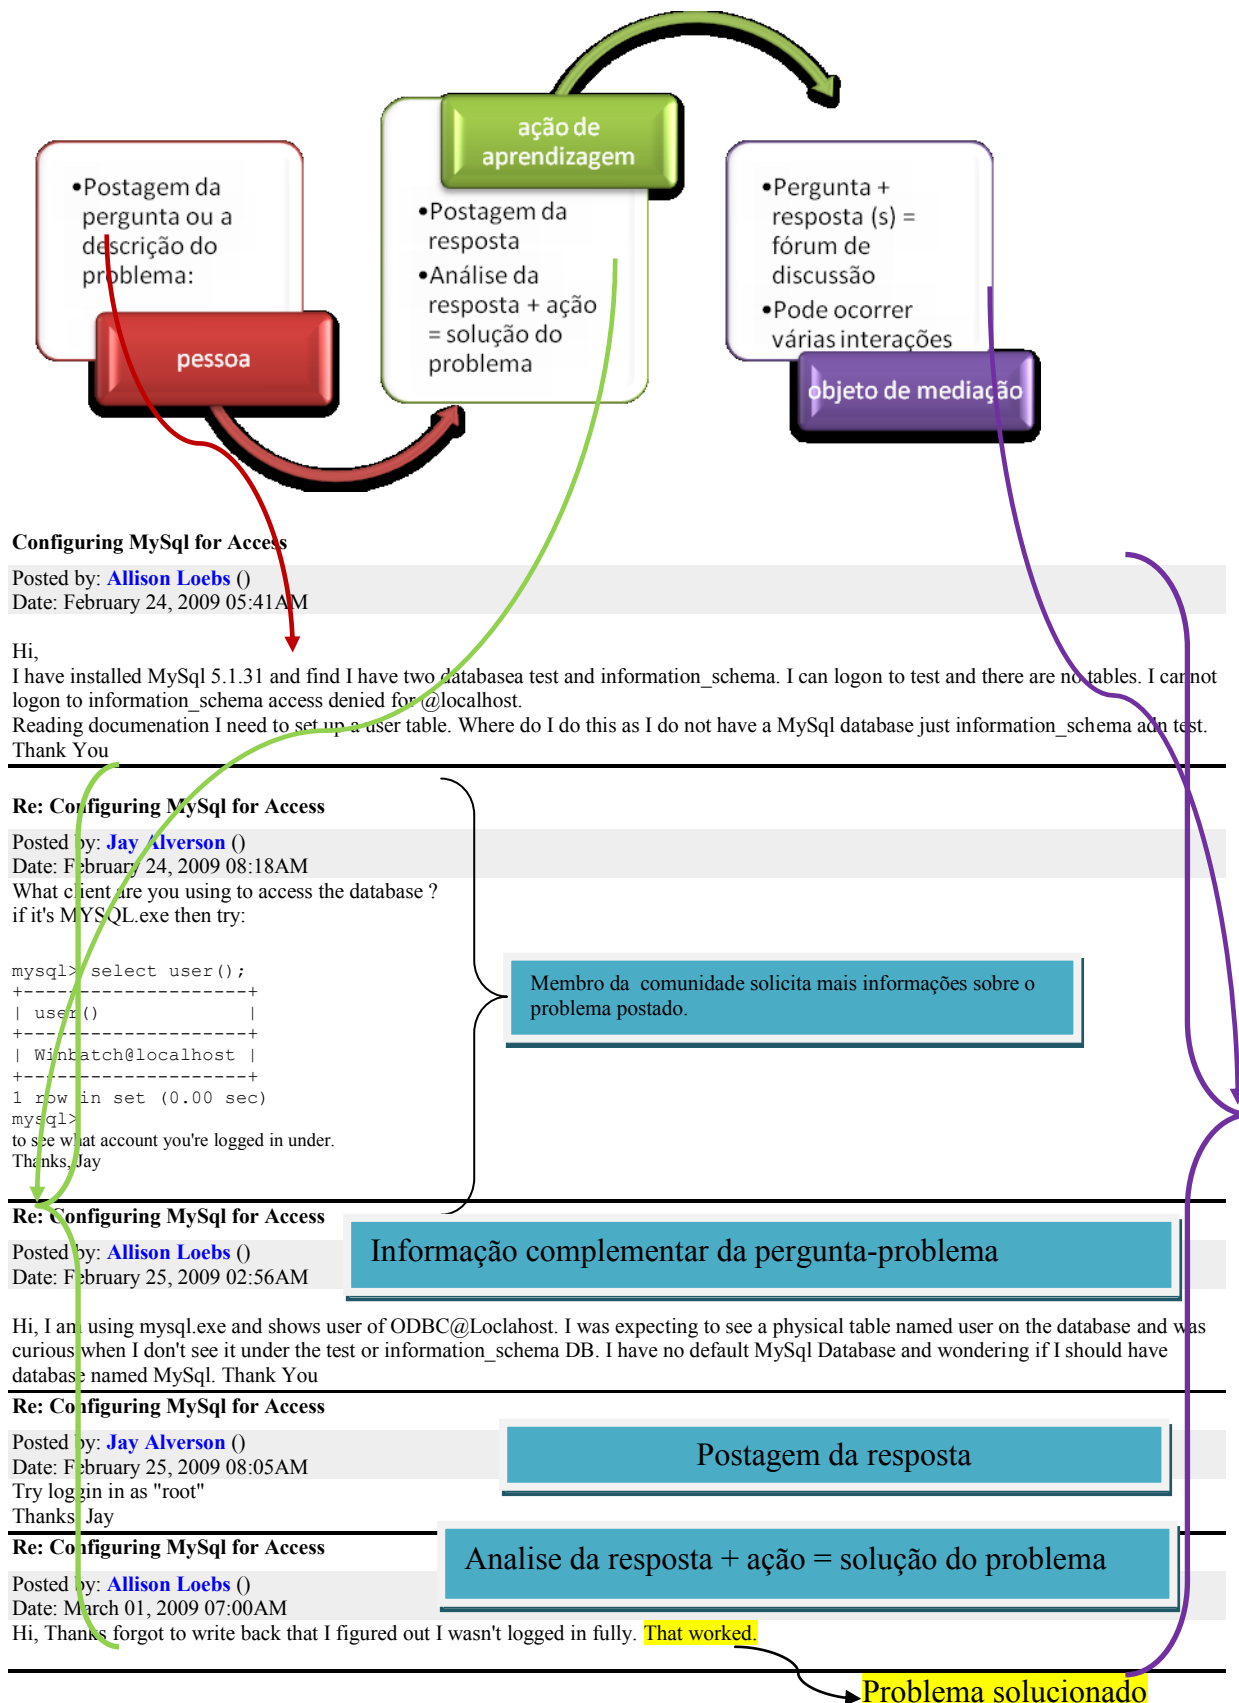 •Postagem da
pergunta ou a
descrição do
problema:
pessoa
ação de
aprendizagem
•Postagem da
resposta
•Análise da
resposta + ação
= solução do
problema
•Pergunta +
resposta (s) =
fórum de
discussão
•Pode ocorrer
várias interações
objeto de mediação
Configuring MySql for Access
Posted by: Allison Loebs ()
Date: February 24, 2009 05:41AM
Hi,
I have installed MySql 5.1.31 and find I have two databasea test and information_schema. I can logon to test and there are no tables. I cannot
logon to information_schema access denied for @localhost.
Reading documenation I need to set up a user table. Where do I do this as I do not have a MySql database just information_schema adn test.
Thank You
Re: Configuring MySql for Access
Posted by: Jay Alverson ()
Date: February 24, 2009 08:18AM
What client are you using to access the database ?
if it's MYSQL.exe then try:
mysql> select user();
+--------------------+
| user()             |
+--------------------+
| Winbatch@localhost |
+--------------------+
1 row in set (0.00 sec)
mysql>
to see what account you're logged in under.
Thanks, Jay
Membro da  comunidade solicita mais informações sobre o
problema postado.
Re: Configuring MySql for Access
Posted by: Allison Loebs ()
Date: February 25, 2009 02:56AM
Informação complementar da pergunta-problema
Hi, I am using mysql.exe and shows user of ODBC@Loclahost. I was expecting to see a physical table named user on the database and was
curious when I don't see it under the test or information_schema DB. I have no default MySql Database and wondering if I should have
database named MySql. Thank You
Re: Configuring MySql for Access
Posted by: Jay Alverson ()
Date: February 25, 2009 08:05AM
Try loggin in as "root"
Thanks, Jay
Postagem da resposta
Re: Configuring MySql for Access
Posted by: Allison Loebs ()
Date: March 01, 2009 07:00AM
Analise da resposta + ação = solução do problema
Hi, Thanks forgot to write back that I figured out I wasn't logged in fully. That worked.
Problema solucionado